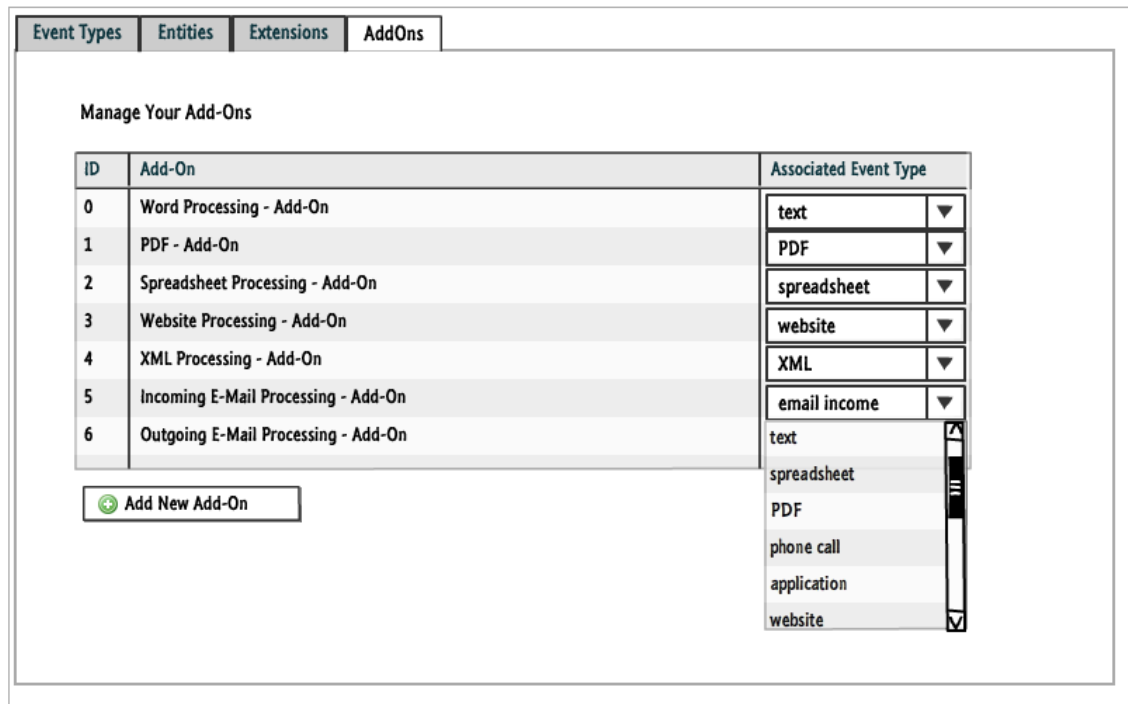 Event Types Entities Extensions AddOns
Manage Your Add-Ons
ID Add-On Associated Event Type
0 Word Processing - Add-On text
1 PDF - Add-On PDF
2 Spreadsheet Processing - Add-On spreadsheet
3 Website Processing - Add-On website
4 XML Processing - Add-On XML
5 Incoming E-Mail Processing - Add-On email income
6 Outgoing E-Mail Processing - Add-On text
spreadsheet
Add New Add-On PDF
phone call
application
website